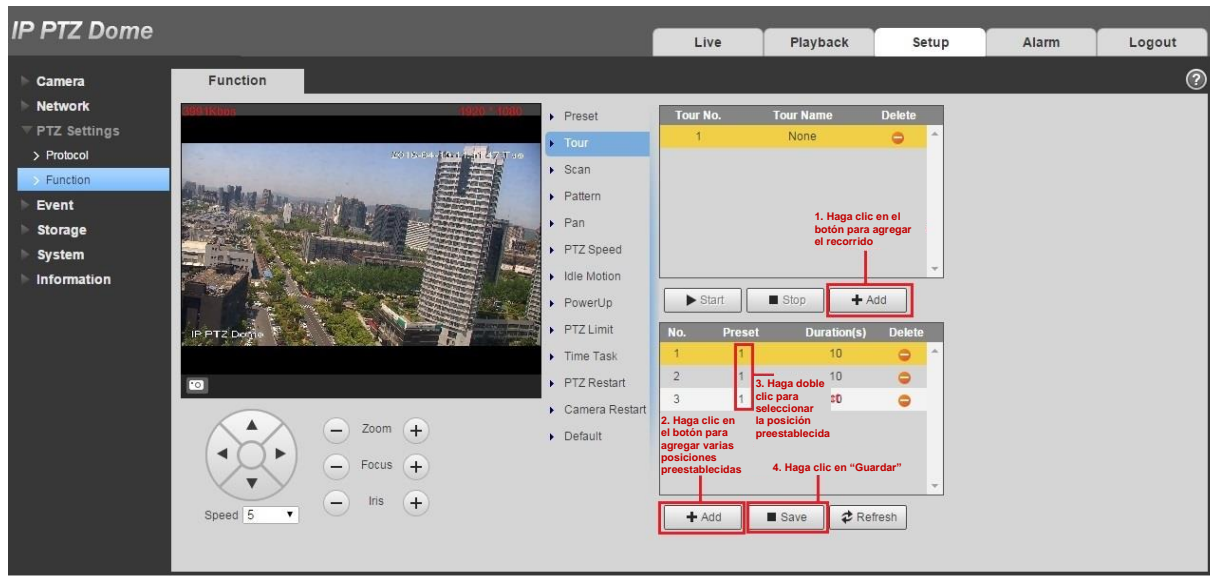 IP PTZ Dome
Live
Playback
Setup
Alarm
Logout
Camera
Network
PTZ Settings
Protocol
Function
Event
Storage
System
Information
Function
?
1920 * 1080
IP PTZ Dome
Zoom
Focus
Iris
Speed 5
Preset
Tour
Scan
Pattern
Pan
PTZ Speed
Idle Motion
PowerUp
PTZ Limit
Time Task
PTZ Restart
Camera Restart
Default
Tour No. Tour Name Delete
1 None
1. Haga clic en el
botón para agregar
el recorrido
Start
Stop
Add
No. Preset Duration(s) Delete
1 1 10
2 1 10
3 1 10
3. Haga doble
clic para
seleccionar
la posición
preestablecida
2. Haga clic en
el botón para
agregar varias
posiciones
preestablecidas
4. Haga clic en “Guardar”
Add
Save
Refresh